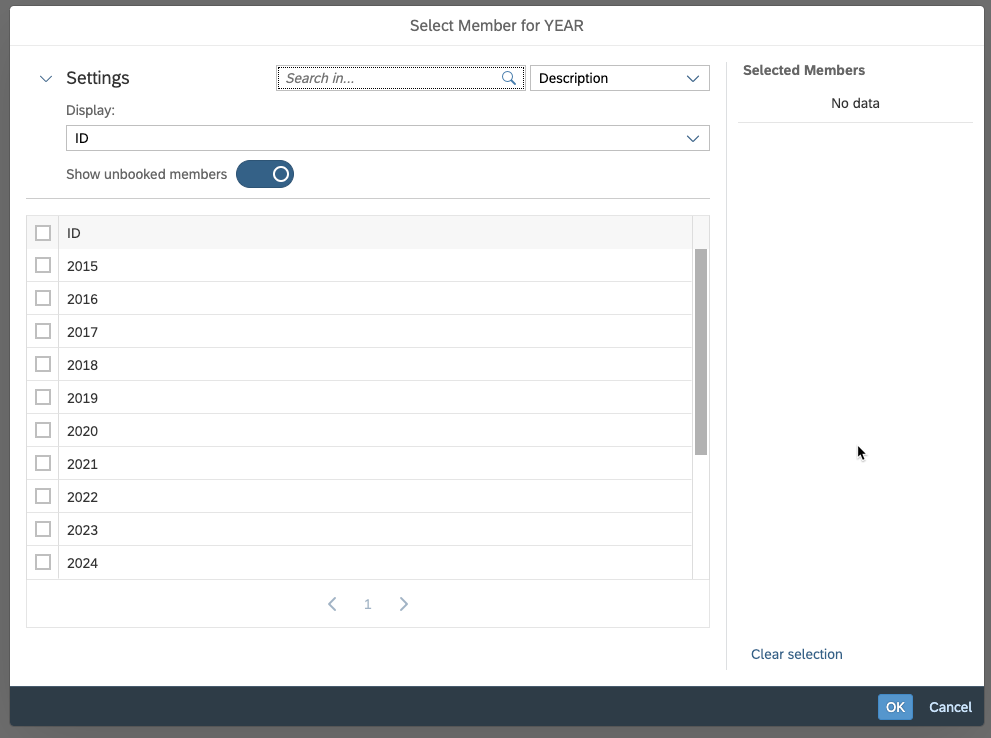 Select Member for YEAR
Settings
Search in...
Description
Display:
ID
Show unbooked members
ID
2015
2016
2017
2018
2019
2020
2021
2022
2023
2024
1
Selected Members
No data
Clear selection
OK
Cancel